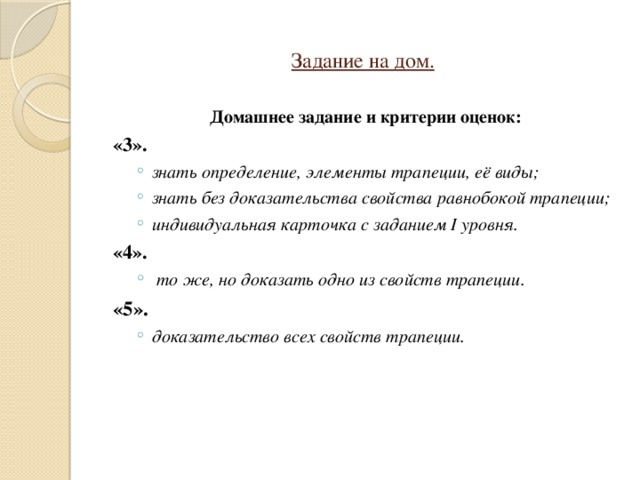 Задание на дом.
Домашнее задание и критерии оценок:
«3».
знать определение, элементы трапеции, её виды;
знать без доказательства свойства равнобокой трапеции;
индивидуальная карточка с заданием I уровня.
«4».
то же, но доказать одно из свойств трапеции.
«5».
доказательство всех свойств трапеции.